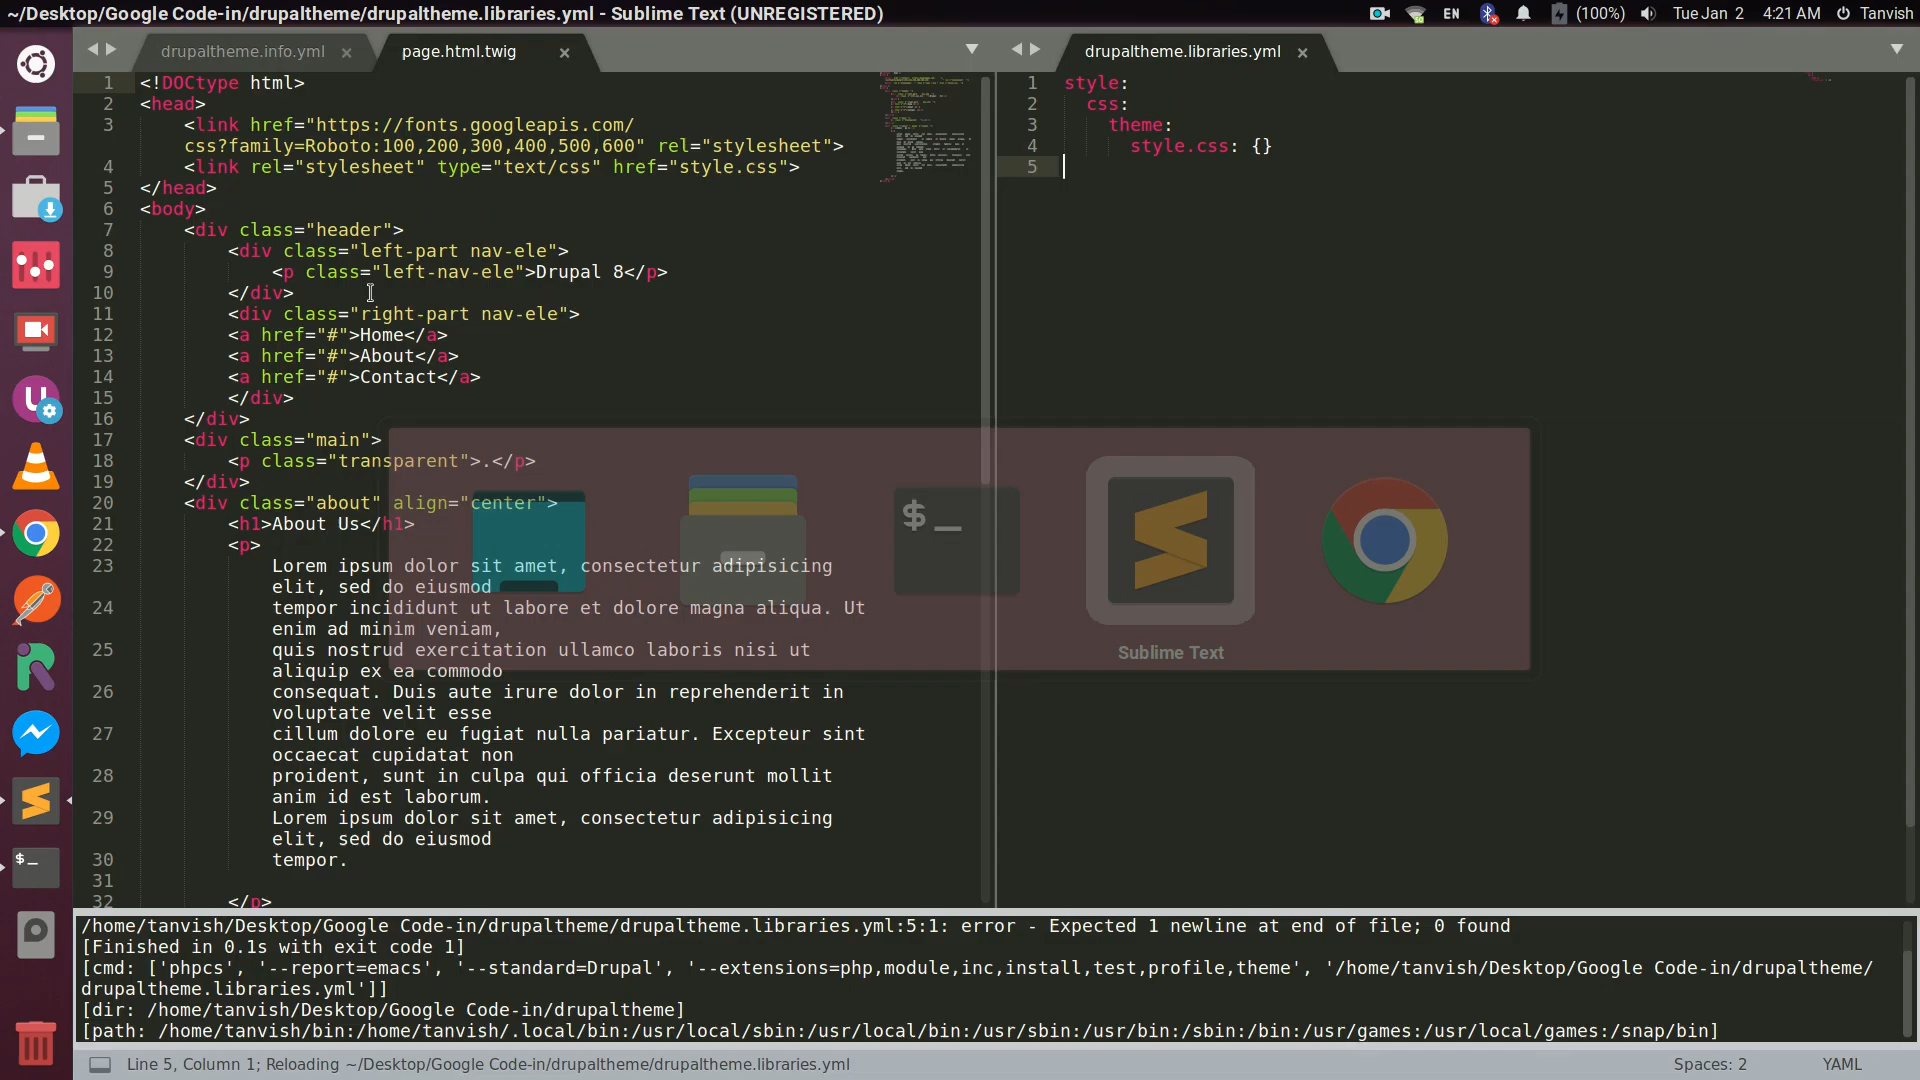 ~/Desktop/Google Code-in/drupaltheme/drupaltheme.libraries.yml - Sublime Text (UNREGISTERED)
EN
(100%)
Tue Jan 2
4:21 AM
Tanvish
drupaltheme.info.yml ×
page.html.twig ×
drupaltheme.libraries.yml ×
1 <!DOCtype html>
2 <head>
3 <link href="https://fonts.googleapis.com/
css?family=Roboto:100,200,300,400,500,600" rel="stylesheet">
4 <link rel="stylesheet" type="text/css" href="style.css">
5 </head>
6 <body>
7 <div class="header">
8 <div class="left-part nav-ele">
9 <p class="left-nav-ele">Drupal 8</p>
10 </div>
11 <div class="right-part nav-ele">
12 <a href="#">Home</a>
13 <a href="#">About</a>
14 <a href="#">Contact</a>
15 </div>
16 </div>
17 <div class="main">
18 <p class="transparent">.</p>
19 </div>
20 <div class="about" align="center">
21 <h1>About Us</h1>
22 <p>
23 Lorem ipsum dolor sit amet, consectetur adipisicing
elit, sed do eiusmod
24 tempor incididunt ut labore et dolore magna aliqua. Ut
enim ad minim veniam,
25 quis nostrud exercitation ullamco laboris nisi ut
aliquip ex ea commodo
26 consequat. Duis aute irure dolor in reprehenderit in
voluptate velit esse
27 cillum dolore eu fugiat nulla pariatur. Excepteur sint
occaecat cupidatat non
28 proident, sunt in culpa qui officia deserunt mollit
anim id est laborum.
29 Lorem ipsum dolor sit amet, consectetur adipisicing
elit, sed do eiusmod
30 tempor.
31
32 </p>
1 style:
2 css:
3 theme:
4 style.css: {}
5
$_
Sublime Text
$_
/home/tanvish/Desktop/Google Code-in/drupaltheme/drupaltheme.libraries.yml:5:1: error - Expected 1 newline at end of file; 0 found
[Finished in 0.1s with exit code 1]
[cmd: ['phpcs', '--report=emacs', '--standard=Drupal', '--extensions=php,module,inc,install,test,profile,theme', '/home/tanvish/Desktop/Google Code-in/drupaltheme/
drupaltheme.libraries.yml']]
[dir: /home/tanvish/Desktop/Google Code-in/drupaltheme]
[path: /home/tanvish/bin:/home/tanvish/.local/bin:/usr/local/sbin:/usr/local/bin:/usr/sbin:/usr/bin:/sbin:/bin:/usr/games:/usr/local/games:/snap/bin]
Line 5, Column 1; Reloading ~/Desktop/Google Code-in/drupaltheme/drupaltheme.libraries.yml
Spaces: 2
YAML